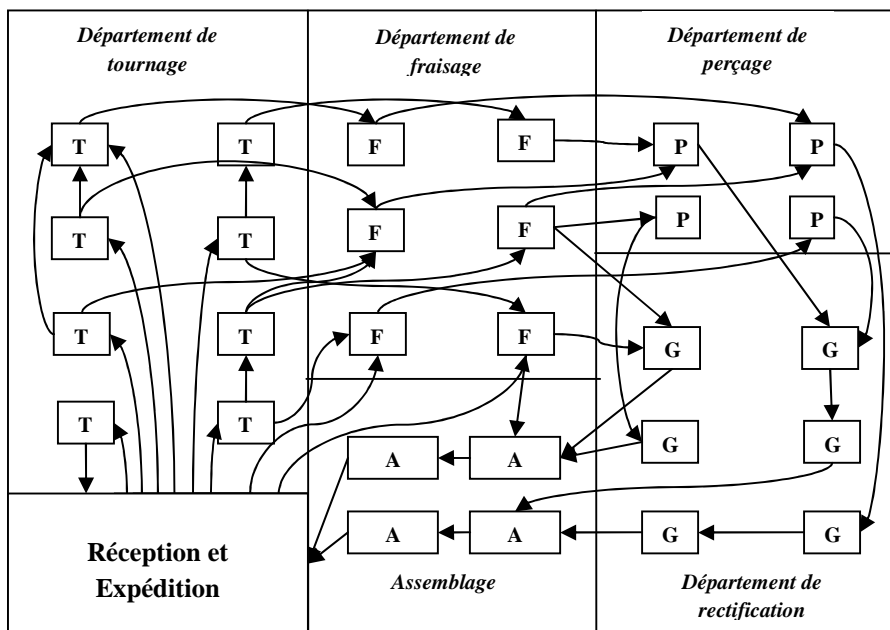 Département de
tournage
Département de
fraisage
Département de
perçage
T
T
F
F
P
P
T
T
F
F
P
P
T
T
F
F
G
G
T
T
A
A
G
G
Réception et
Expédition
A
A
G
G
Assemblage
Département de
rectification